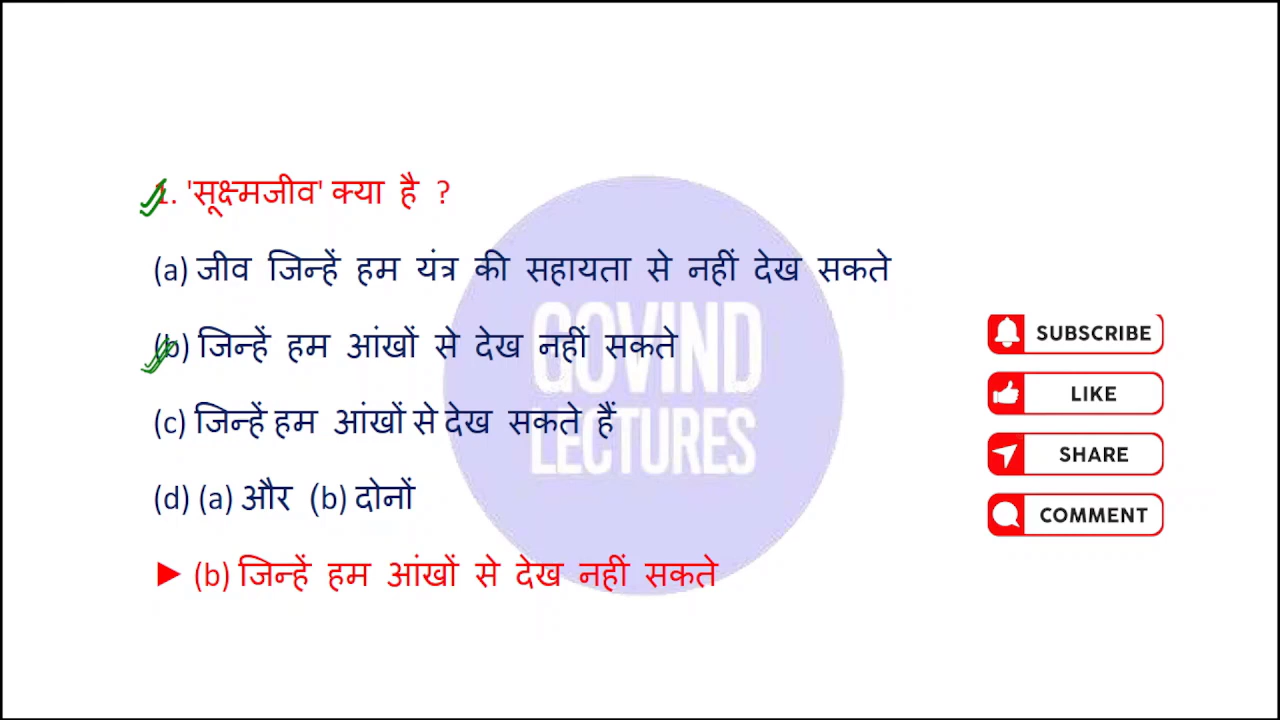 1. 'सूक्ष्मजीव' क्या है ?
(a) जीव जिन्हें हम यंत्र की सहायता से नहीं देख सकते
(b) जिन्हें हम आंखों से देख नहीं सकते
(c) जिन्हें हम आंखों से देख सकते हैं
(d) (a) और (b) दोनों
► (b) जिन्हें हम आंखों से देख नहीं सकते
GOVIND
LECTURES
SUBSCRIBE
LIKE
SHARE
COMMENT